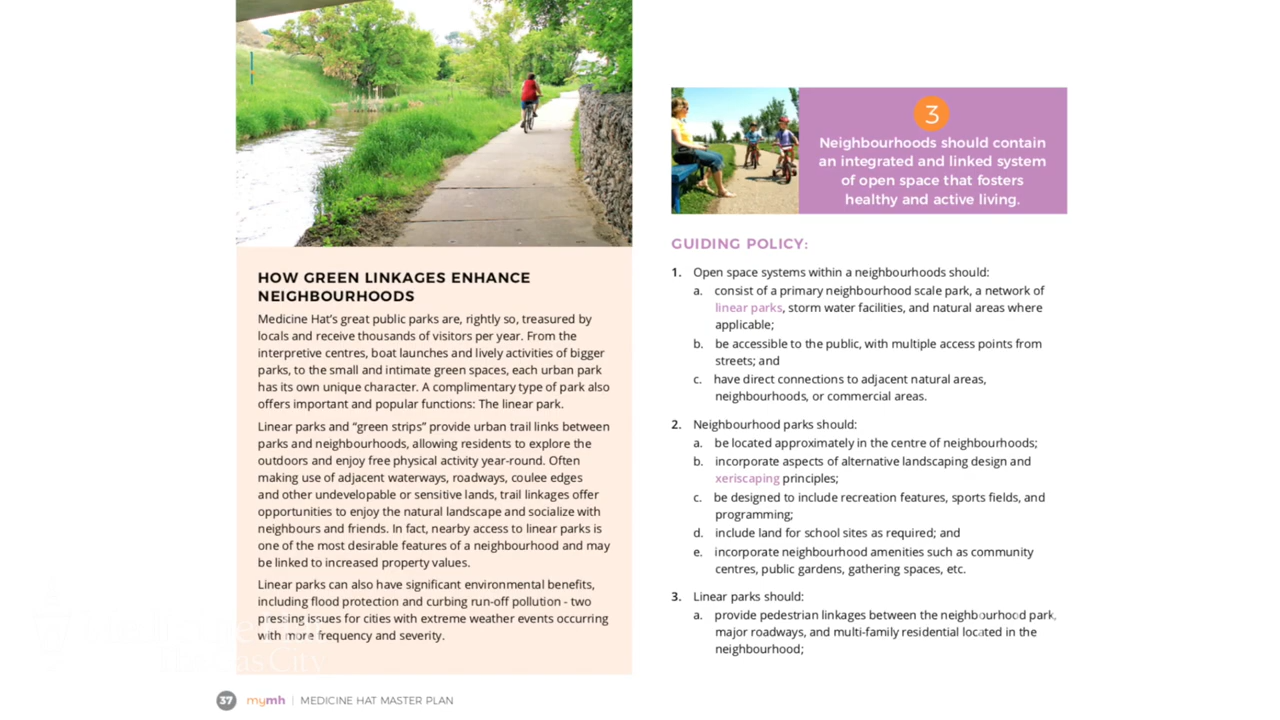 HOW GREEN LINKAGES ENHANCE
NEIGHBOURHOODS
Medicine Hat's great public parks are, rightly so, treasured by
locals and receive thousands of visitors per year. From the
interpretive centres, boat launches and lively activities of bigger
parks, to the small and intimate green spaces, each urban park
has its own unique character. A complimentary type of park also
offers important and popular functions: The linear park.
Linear parks and “green strips” provide urban trail links between
parks and neighbourhoods, allowing residents to explore the
outdoors and enjoy free physical activity year-round. Often
making use of adjacent waterways, roadways, coulee edges
and other undevelopable or sensitive lands, trail linkages offer
opportunities to enjoy the natural landscape and socialize with
neighbours and friends. In fact, nearby access to linear parks is
one of the most desirable features of a neighbourhood and may
be linked to increased property values.
Linear parks can also have significant environmental benefits,
including flood protection and curbing run-off pollution - two
pressing issues for cities with extreme weather events occurring
with more frequency and severity.
37 mymh | MEDICINE HAT MASTER PLAN
3
Neighbourhoods should contain
an integrated and linked system
of open space that fosters
healthy and active living.
GUIDING POLICY:
1. Open space systems within a neighbourhoods should:
a. consist of a primary neighbourhood scale park, a network of
linear parks, storm water facilities, and natural areas where
applicable;
b. be accessible to the public, with multiple access points from
streets; and
c. have direct connections to adjacent natural areas,
neighbourhoods, or commercial areas.
2. Neighbourhood parks should:
a. be located approximately in the centre of neighbourhoods;
b. incorporate aspects of alternative landscaping design and
xeriscaping principles;
c. be designed to include recreation features, sports fields, and
programming;
d. include land for school sites as required; and
e. incorporate neighbourhood amenities such as community
centres, public gardens, gathering spaces, etc.
3. Linear parks should:
a. provide pedestrian linkages between the neighbourhood park,
major roadways, and multi-family residential located in the
neighbourhood;